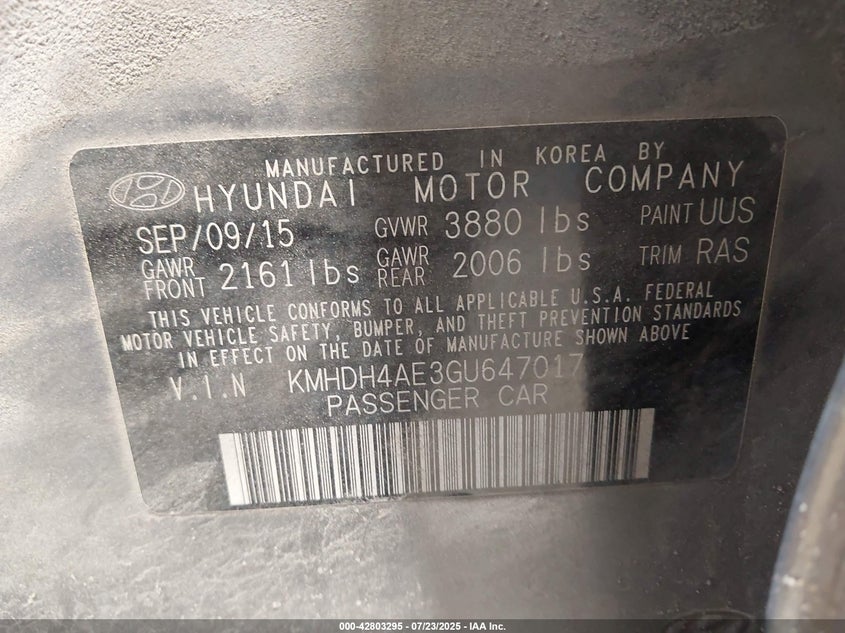 MANUFACTURED IN KOREA BY
HYUNDAI MOTOR COMPANY
SEP/09/15 GVWR 3880 lbs PAINT UUS
GAWR FRONT 2161 lbs GAWR REAR 2006 lbs TRIM RAS
THIS VEHICLE CONFORMS TO ALL APPLICABLE U.S.A. FEDERAL
MOTOR VEHICLE SAFETY, BUMPER, AND THEFT PREVENTION STANDARDS
IN EFFECT ON THE DATE OF MANUFACTURE SHOWN ABOVE
V.I.N KMHDH4AE3GU647017
PASSENGER CAR
000-42803295 - 07/23/2025 - IAA Inc.